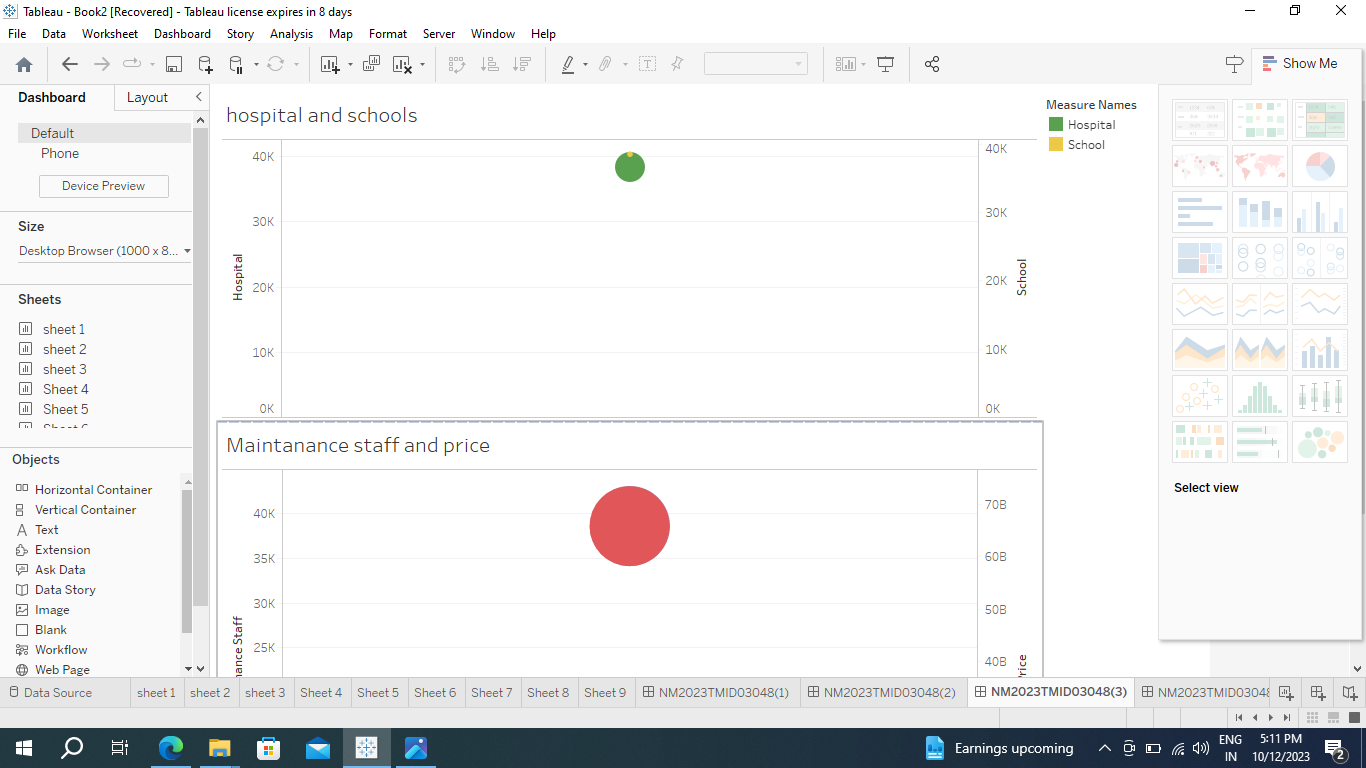 Tableau - Book2 [Recovered] - Tableau license expires in 8 days
File Data Worksheet Dashboard Story Analysis Map Format Server Window Help
Show Me
Dashboard Layout
Default
Phone
Device Preview
Size
Desktop Browser (1000 x 8...
Sheets
sheet 1
sheet 2
sheet 3
Sheet 4
Sheet 5
Objects
Horizontal Container
Vertical Container
Text
Extension
Ask Data
Data Story
Image
Blank
Workflow
Web Page
hospital and schools
40K
30K
20K
10K
0K
Hospital
40K
30K
20K
10K
0K
School
Measure Names
Hospital
School
Maintanance staff and price
40K
35K
30K
25K
nance Staff
70B
60B
50B
40B
Price
Select view
Data Source sheet 1 sheet 2 sheet 3 Sheet 4 Sheet 5 Sheet 6 Sheet 7 Sheet 8 Sheet 9 NM2023TMID03048(1) NM2023TMID03048(2) NM2023TMID03048(3) NM2023TMID03048
Earnings upcoming
ENG
IN
5:11 PM
10/12/2023
2